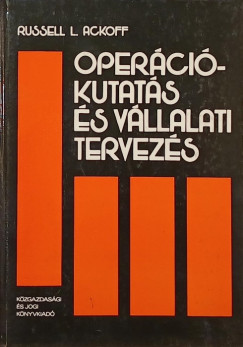 RUSSELL L. ACKOFF
OPERÁCIÓ-
KUTATÁS
ÉS VÁLLALATI
TERVEZÉS
KÖZGAZDASÁGI
ÉS JOGI
KÖNYVKIADÓ